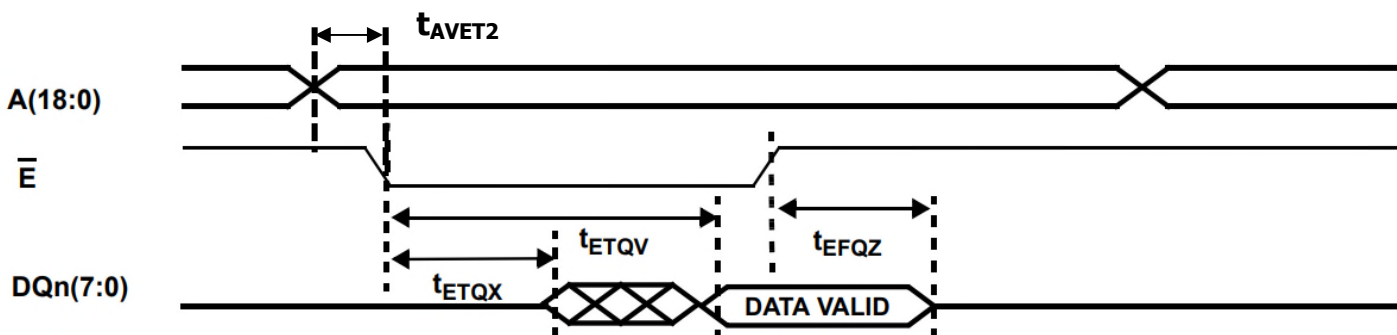 tAVET2
A(18:0)
E̅
tETQV
tEFQZ
tETQX
DQn(7:0)
DATA VALID